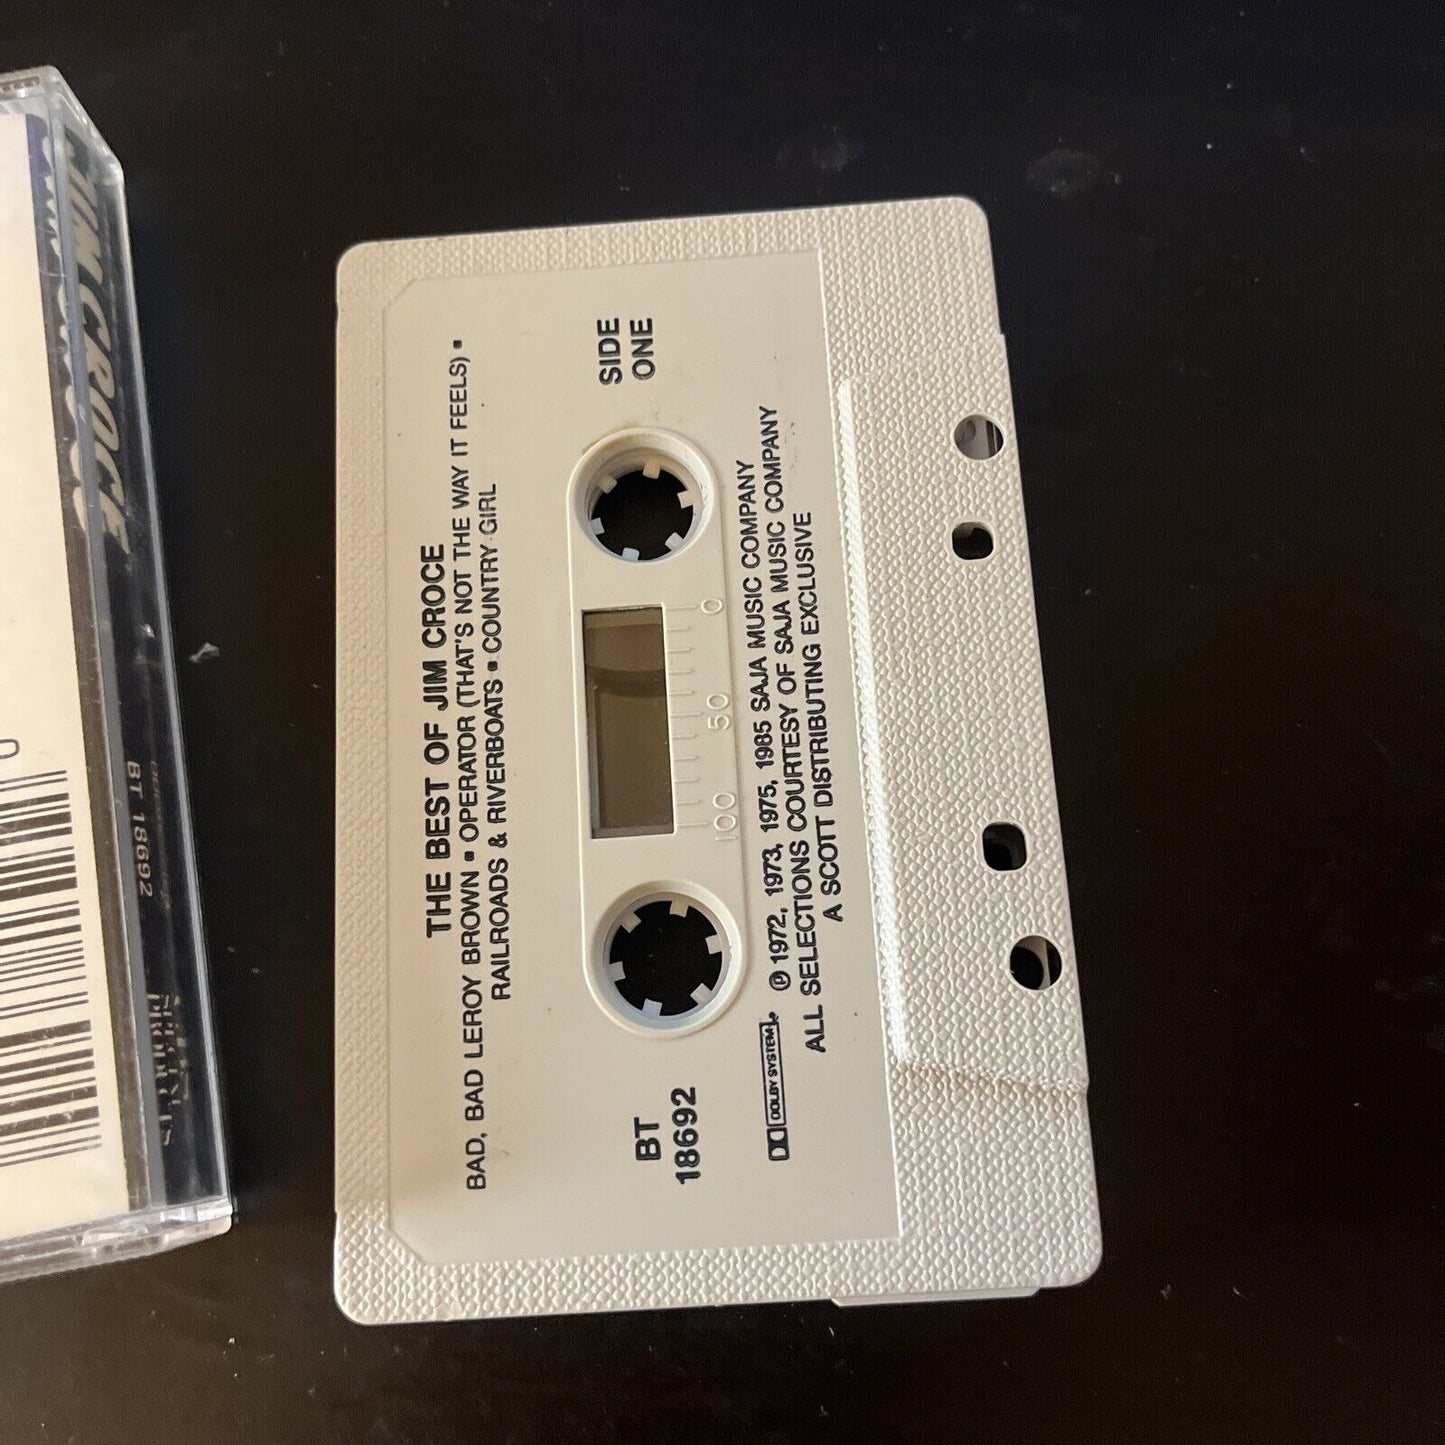 THE BEST OF JIM CROCE
BAD, BAD LEROY BROWN ▪ OPERATOR (THAT'S NOT THE WAY IT FEELS) ▪
RAILROADS & RIVERBOATS ▪ COUNTRY GIRL
BT
18692
SIDE
ONE
100 50 0
DOLBY SYSTEM
℗ 1972, 1973, 1975, 1985 SAJA MUSIC COMPANY
ALL SELECTIONS COURTESY OF SAJA MUSIC COMPANY
A SCOTT DISTRIBUTING EXCLUSIVE
JIM CROCE
BT 18692
0